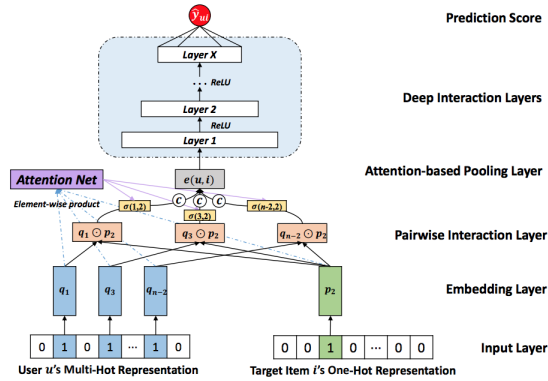 ŷui
Prediction Score
Layer X
... ReLU
Layer 2
Deep Interaction Layers
ReLU
Layer 1
Attention-based Pooling Layer
Attention Net
e(u, i)
Element-wise product
C C C
σ(1,2) σ(3,2) σ(n-2,2)
q1 ⊙ p2 q3 ⊙ p2 qn−2 ⊙ p2
Pairwise Interaction Layer
q1 q3 qn−2 p2
Embedding Layer
0 1 0 1 0 ... 1 0 0 0 1 0 ... 0 0
Input Layer
User u's Multi-Hot Representation
Target Item i's One-Hot Representation